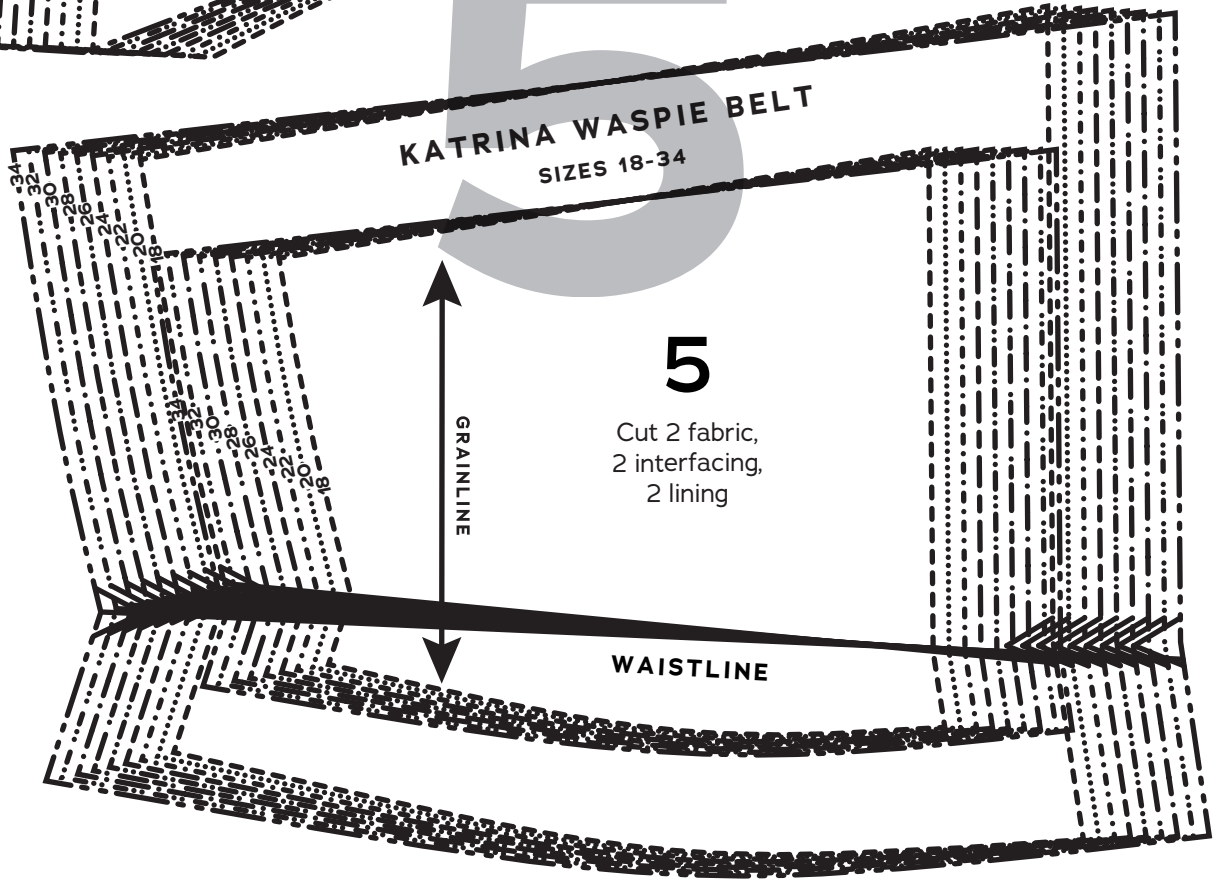 5
KATRINA WASPIE BELT
SIZES 18-34
34
32
30
28
26
24
22
20
18
34
32
30
28
26
24
22
20
18
GRAINLINE
5
Cut 2 fabric,
2 interfacing,
2 lining
WAISTLINE